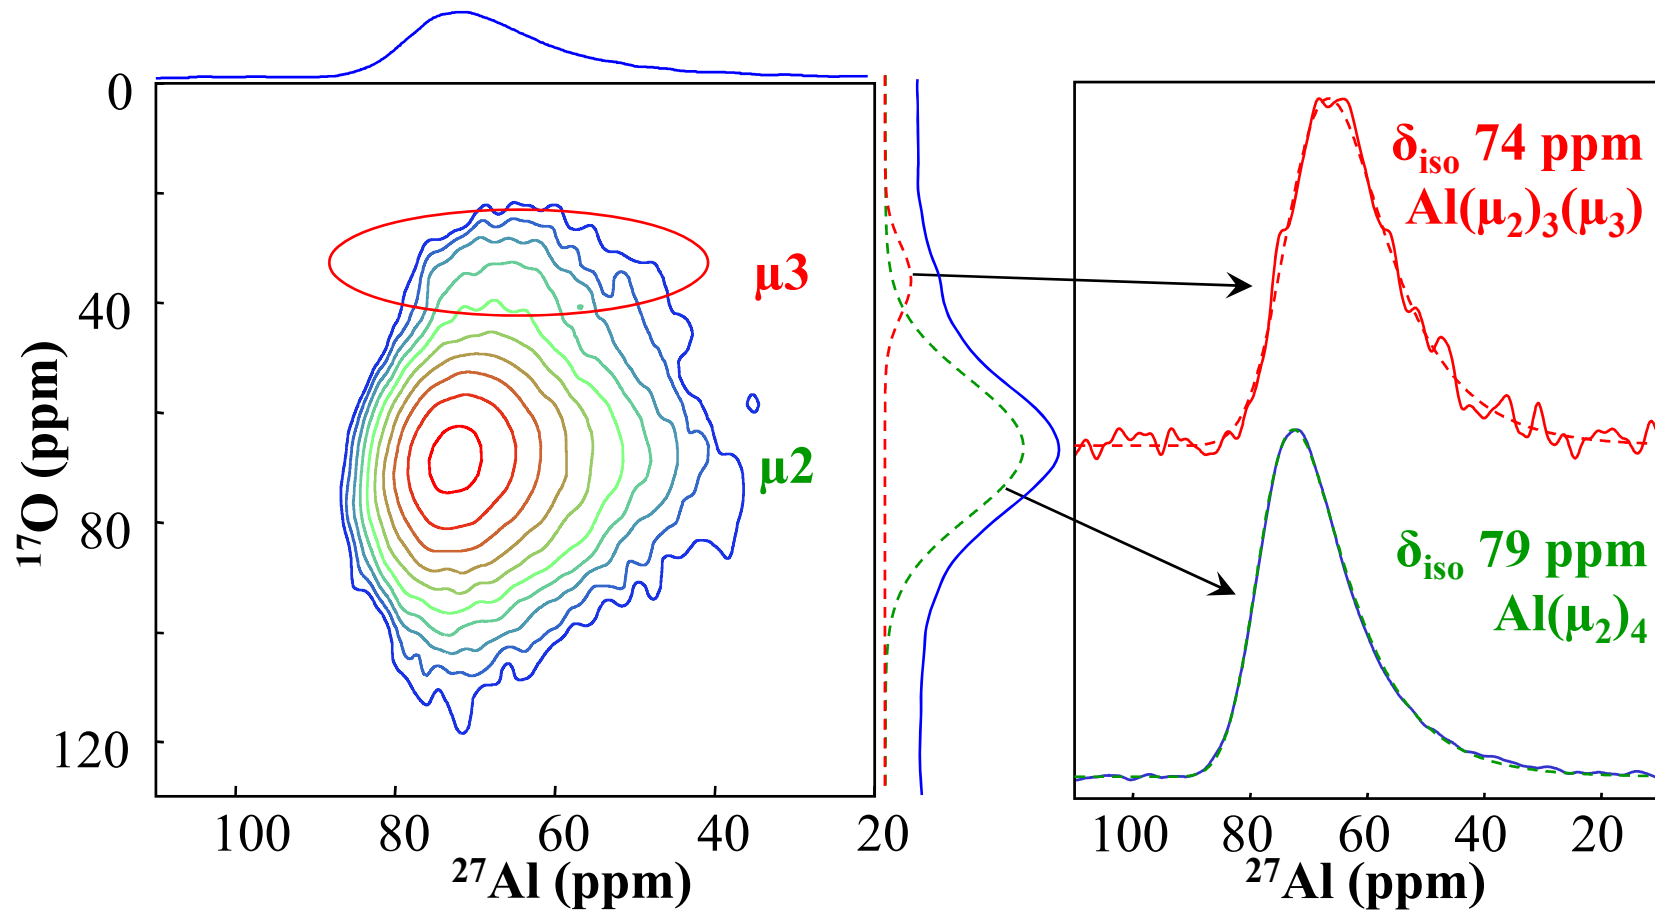 0
40
80
120
¹⁷O (ppm)
μ3
μ2
100 80 60 40 20
²⁷Al (ppm)
δiso 74 ppm
Al(μ₂)₃(μ₃)
δiso 79 ppm
Al(μ₂)₄
100 80 60 40 20
²⁷Al (ppm)